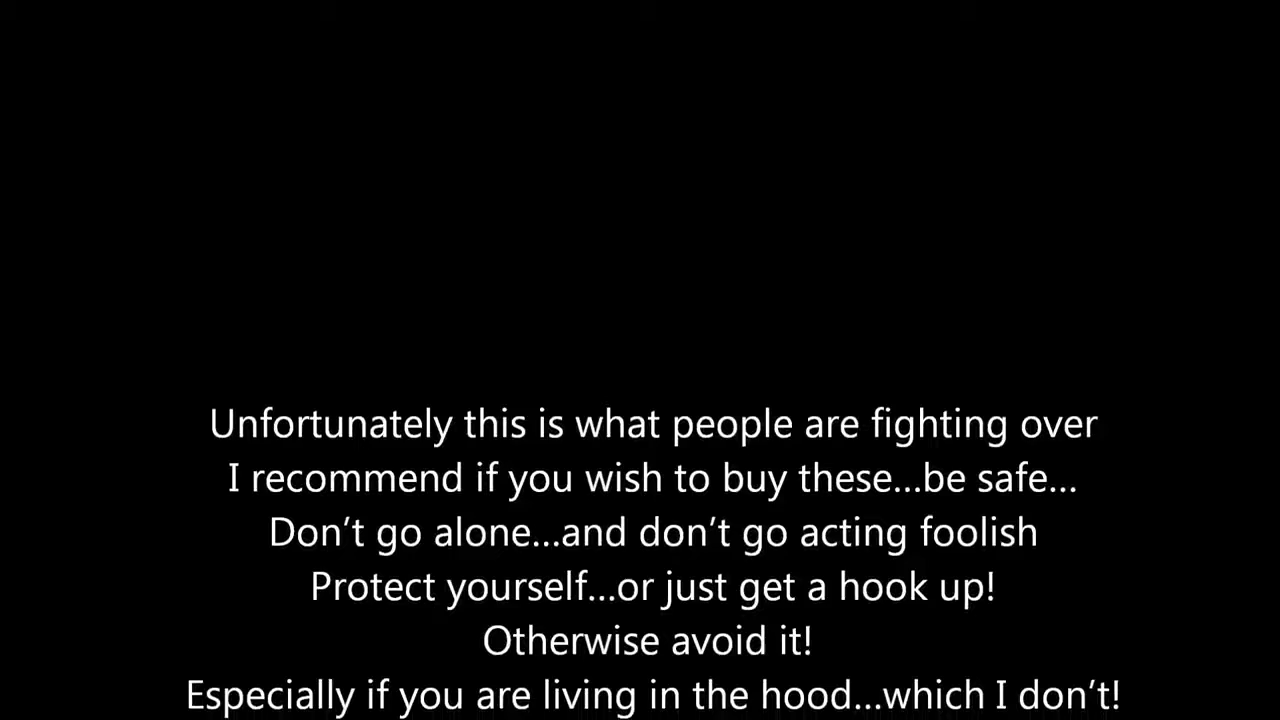 Unfortunately this is what people are fighting over
I recommend if you wish to buy these...be safe...
Don’t go alone...and don’t go acting foolish
Protect yourself...or just get a hook up!
Otherwise avoid it!
Especially if you are living in the hood...which I don’t!